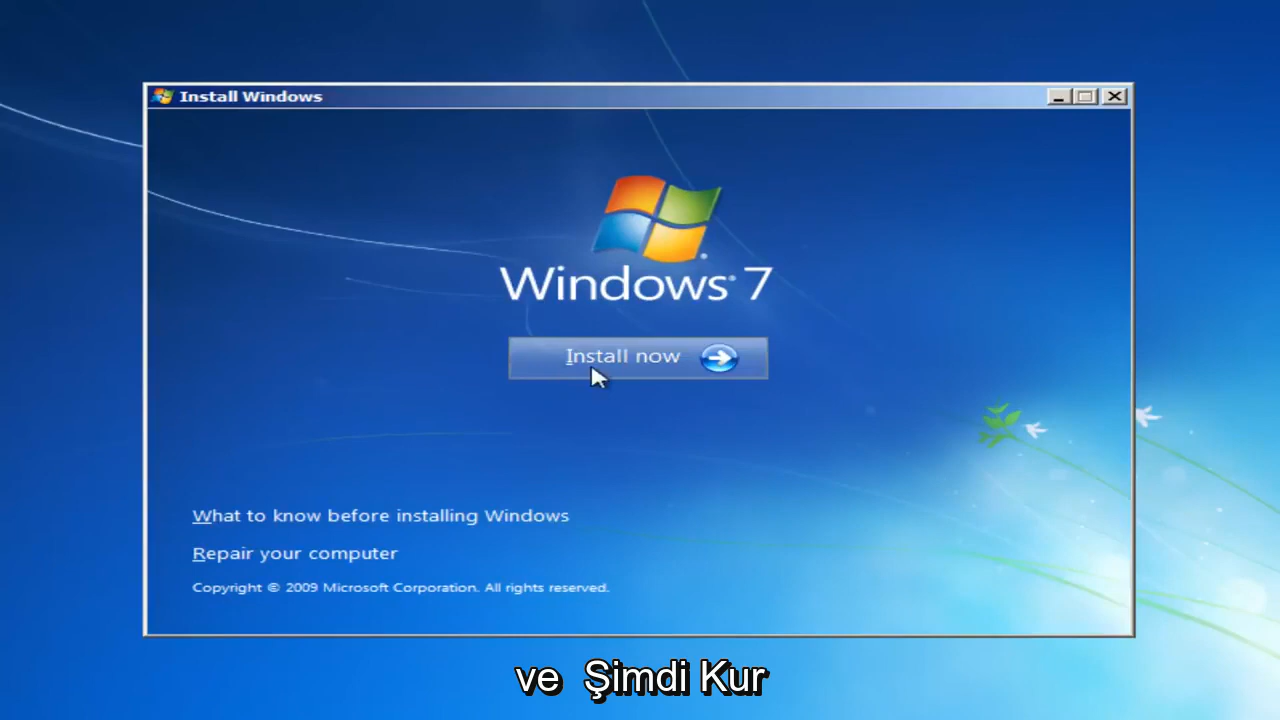 Install Windows
Windows® 7
Install now
What to know before installing Windows
Repair your computer
Copyright © 2009 Microsoft Corporation. All rights reserved.
ve Şimdi Kur